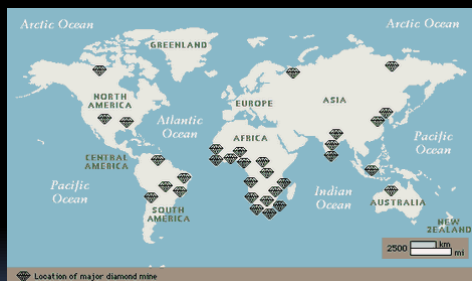 Arctic Ocean
Arctic Ocean
GREENLAND
NORTH
AMERICA
EUROPE
ASIA
Atlantic
Ocean
AFRICA
Pacific
Ocean
CENTRAL
AMERICA
Pacific
Ocean
Indian
Ocean
SOUTH
AMERICA
AUSTRALIA
NEW
ZEALAND
2500 km
mi
Location of major diamond mine